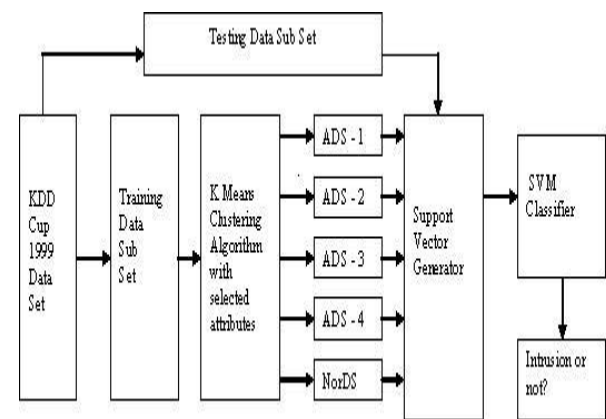 Testing Data Sub Set
KDD
Cup
1999
Data
Set
Training
Data
Sub
Set
K Means
Clustering
Algorithm
with
selected
attributes
ADS - 1
ADS - 2
ADS - 3
ADS - 4
NorDS
Support
Vector
Generator
SVM
Classifier
Intrusion or
not?